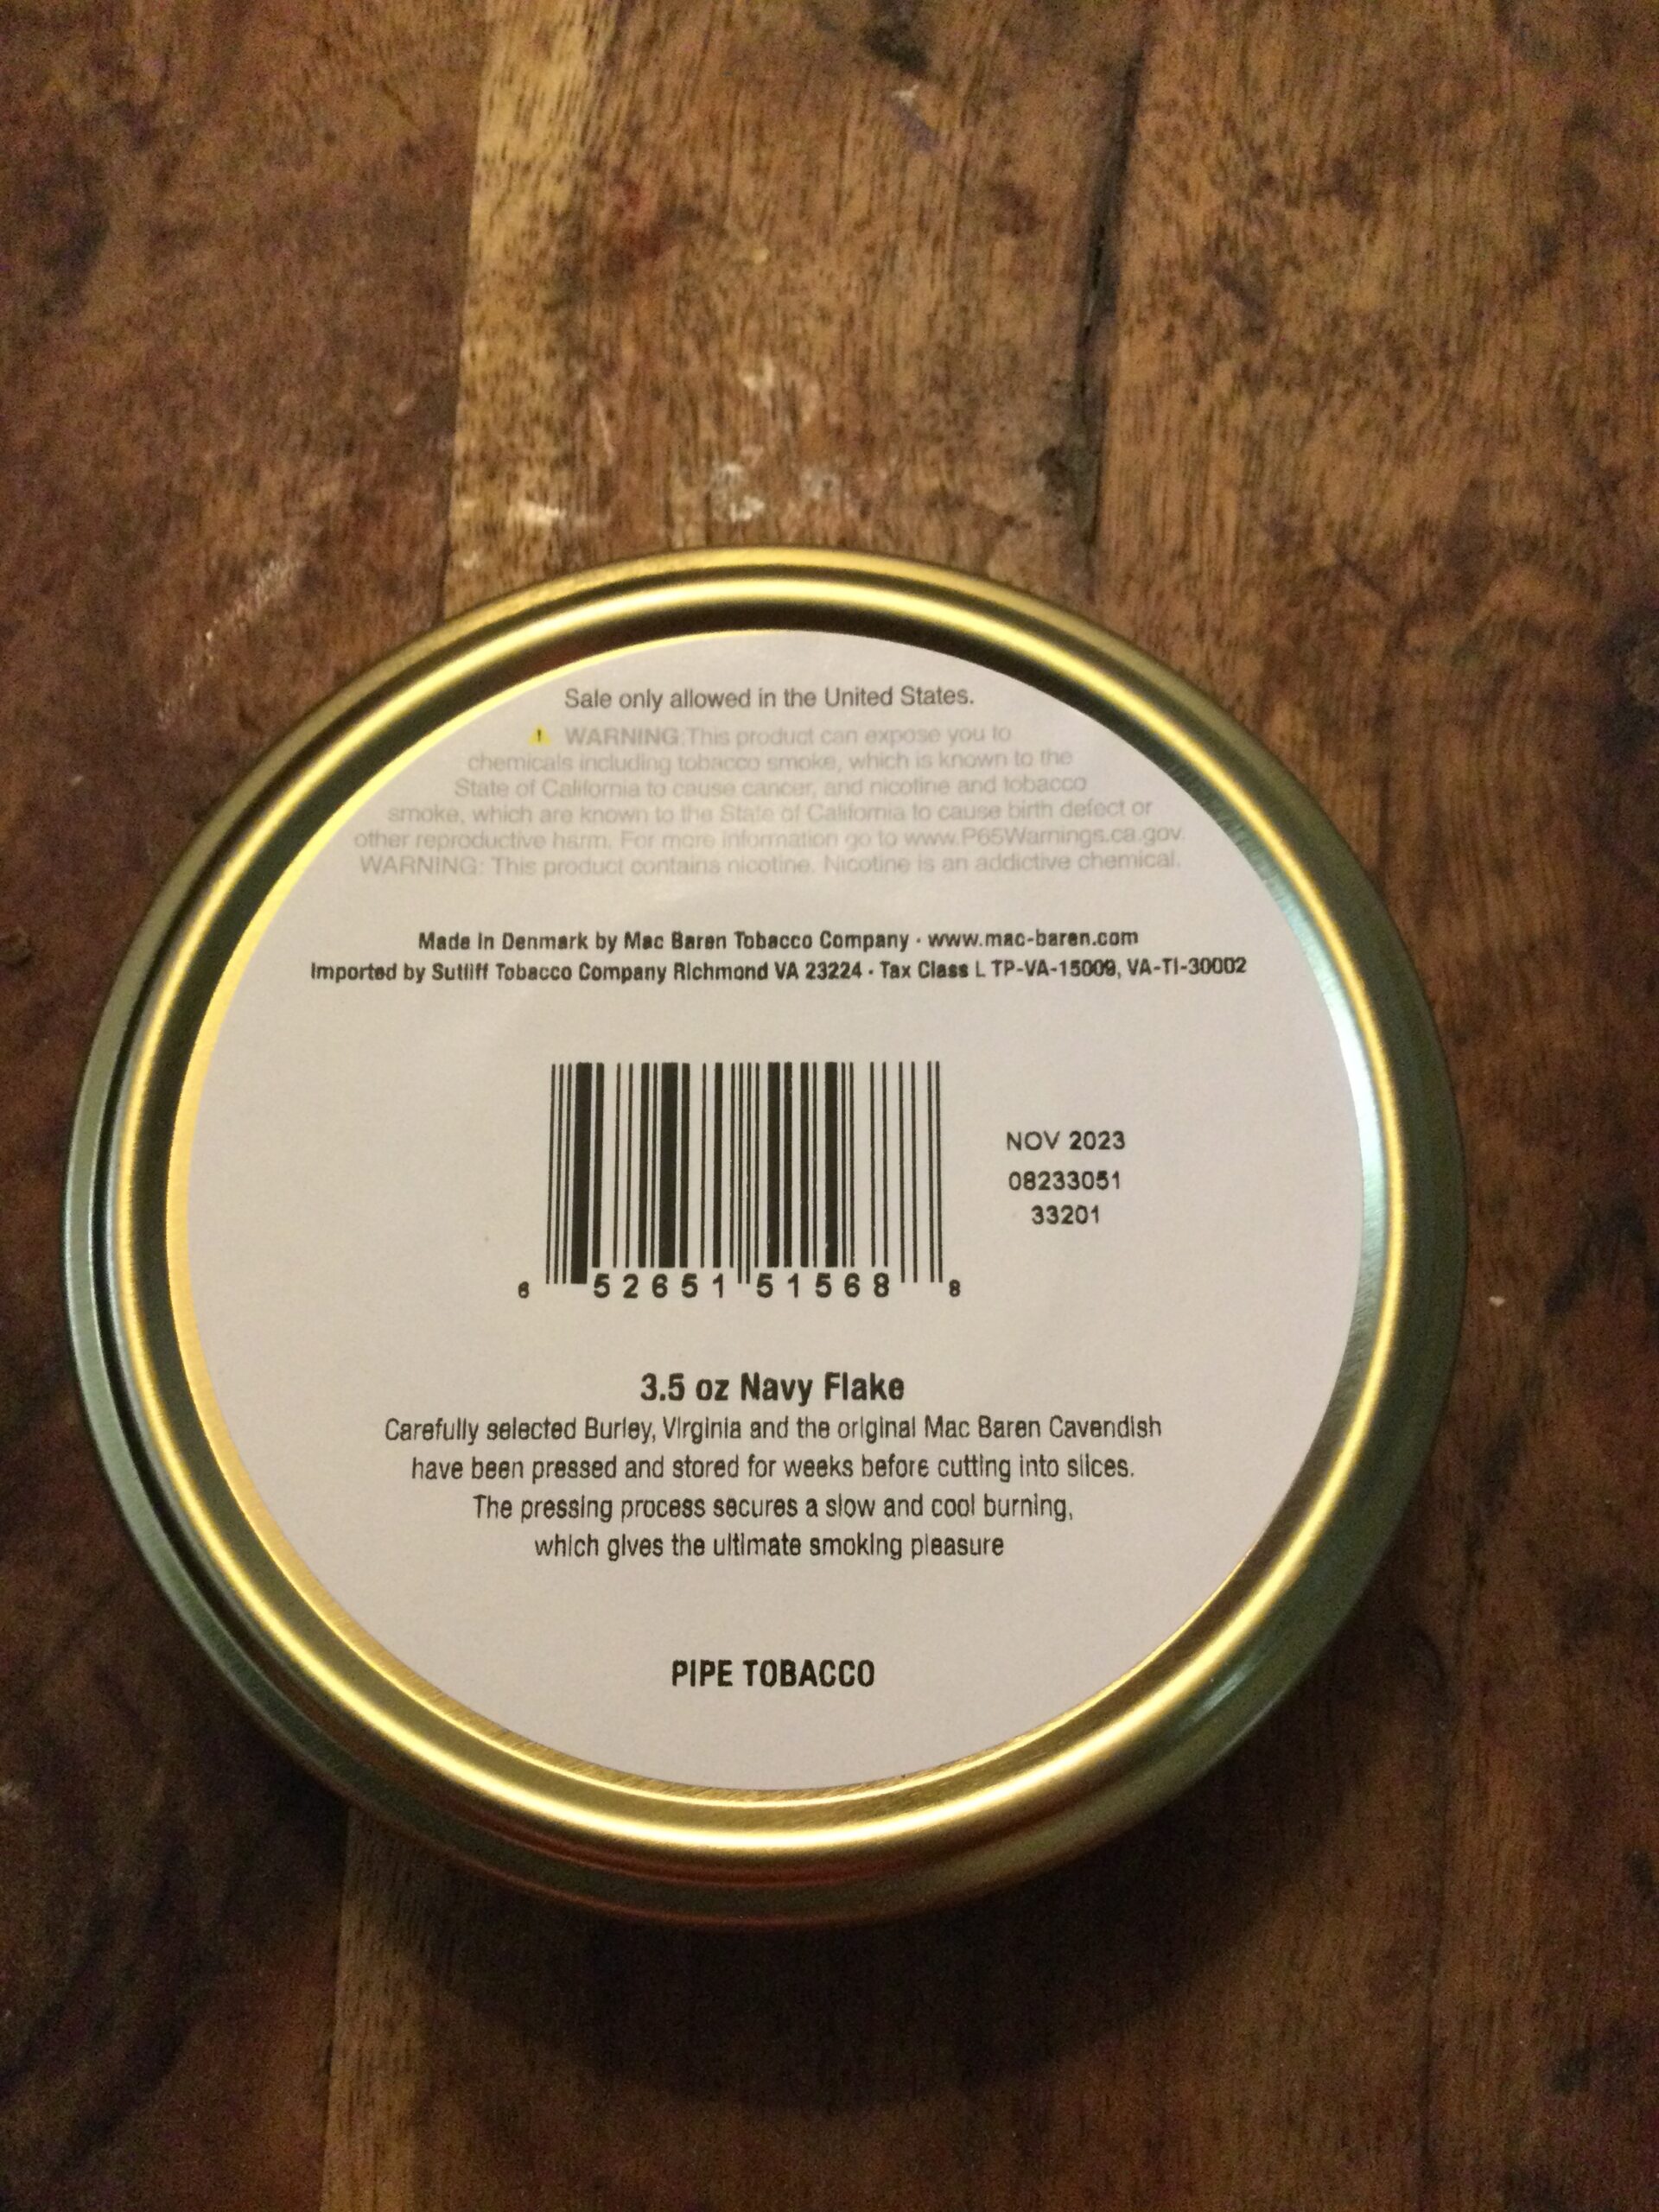 Sale only allowed in the United States.
WARNING:This product can expose you to
chemicals including tobacco smoke, which is known to the
State of California to cause cancer, and nicotine and tobacco
smoke, which are known to the State of California to cause birth defect or
other reproductive harm. For more information go to www.P65Warnings.ca.gov.
WARNING: This product contains nicotine. Nicotine is an addictive chemical.
Made in Denmark by Mac Baren Tobacco Company · www.mac-baren.com
Imported by Sutliff Tobacco Company Richmond VA 23224 · Tax Class L TP-VA-15009, VA-TI-30002
NOV 2023
08233051
33201
6 52651 51568 8
3.5 oz Navy Flake
Carefully selected Burley, Virginia and the original Mac Baren Cavendish
have been pressed and stored for weeks before cutting into slices.
The pressing process secures a slow and cool burning,
which gives the ultimate smoking pleasure
PIPE TOBACCO